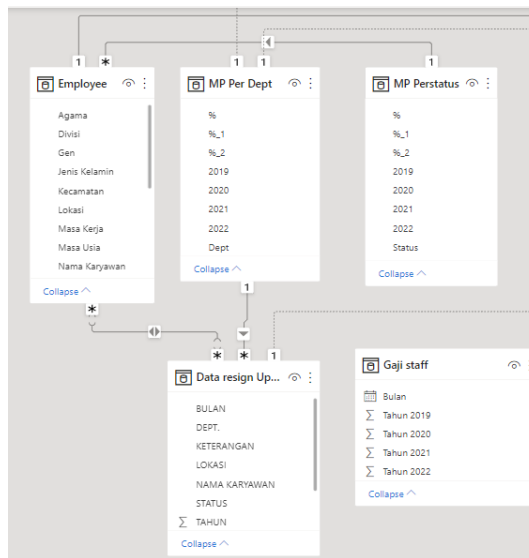 1
*
1
1
1
Employee
Agama
Divisi
Gen
Jenis Kelamin
Kecamatan
Lokasi
Masa Kerja
Masa Usia
Nama Karyawan
Collapse
MP Per Dept
%
%_1
%_2
2019
2020
2021
2022
Dept
Collapse
MP Perstatus
%
%_1
%_2
2019
2020
2021
2022
Status
Collapse
*
1
*
*
1
Data resign Up...
BULAN
DEPT.
KETERANGAN
LOKASI
NAMA KARYAWAN
STATUS
∑ TAHUN
Collapse
Gaji staff
Bulan
∑ Tahun 2019
∑ Tahun 2020
∑ Tahun 2021
∑ Tahun 2022
Collapse